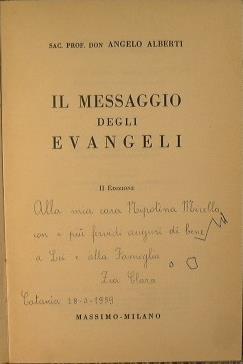 SAC. PROF. DON ANGELO ALBERTI
IL MESSAGGIO
DEGLI
EVANGELI
II EDIZIONE
Alla mia cara Nipotina Mirella
con i più fervidi auguri di bene
a Lei e alla Famiglia.
Zia Clara
Catania 18-3-1959
MASSIMO-MILANO